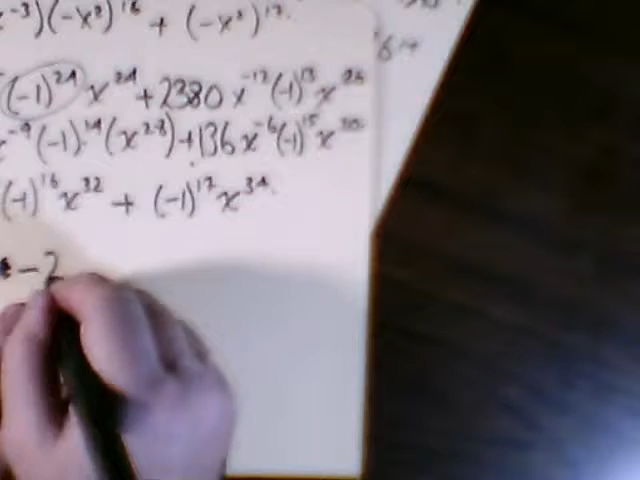 x⁻³)(-x²)¹⁶ + (-x²)¹⁷
(-1)²⁴ x²⁴ + 2380 x⁻¹² (-1)¹³ x²⁶
x⁻⁹ (-1)¹⁴ (x²⁸) + 136 x⁻⁶ (-1)¹⁵ x³⁰
(-1)¹⁶ x³² + (-1)¹⁷ x³⁴
- 2